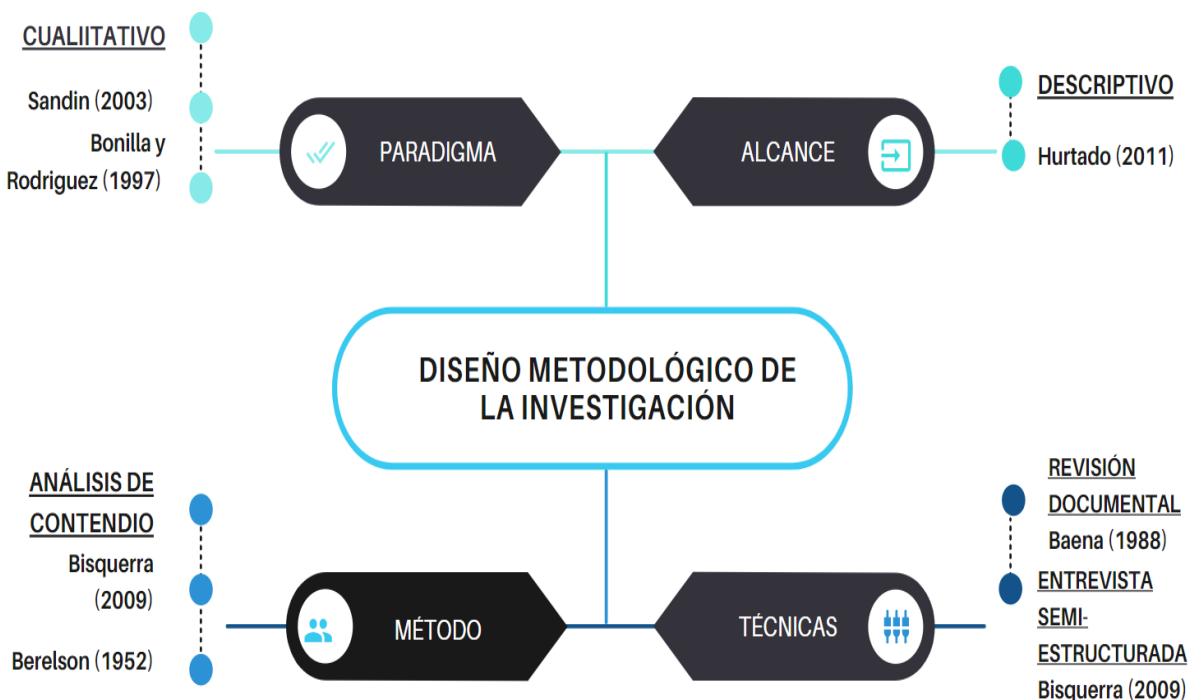 CUALIITATIVO
Sandin (2003)
Bonilla y
Rodriguez (1997)
PARADIGMA
ALCANCE
DESCRIPTIVO
Hurtado (2011)
DISEÑO METODOLÓGICO DE
LA INVESTIGACIÓN
ANÁLISIS DE
CONTENDIO
Bisquerra
(2009)
Berelson (1952)
MÉTODO
TÉCNICAS
REVISIÓN
DOCUMENTAL
Baena (1988)
ENTREVISTA
SEMI-
ESTRUCTURADA
Bisquerra (2009)